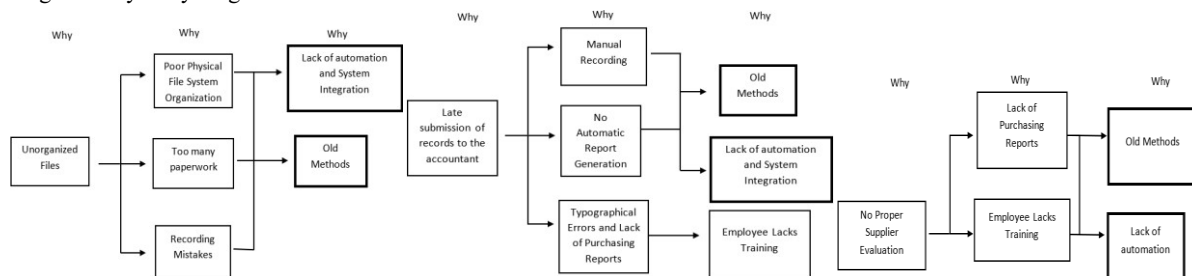 Why
Why
Why
Unorganized
Files
Poor Physical
File System
Organization
Too many
paperwork
Recording
Mistakes
Lack of automation
and System
Integration
Old
Methods
Why
Why
Why
Late
submission of
records to the
accountant
Manual
Recording
No
Automatic
Report
Generation
Typographical
Errors and Lack
of Purchasing
Reports
Old
Methods
Lack of automation
and System
Integration
Employee Lacks
Training
Why
Why
Why
No Proper
Supplier
Evaluation
Lack of
Purchasing
Reports
Employee Lacks
Training
Old Methods
Lack of
automation